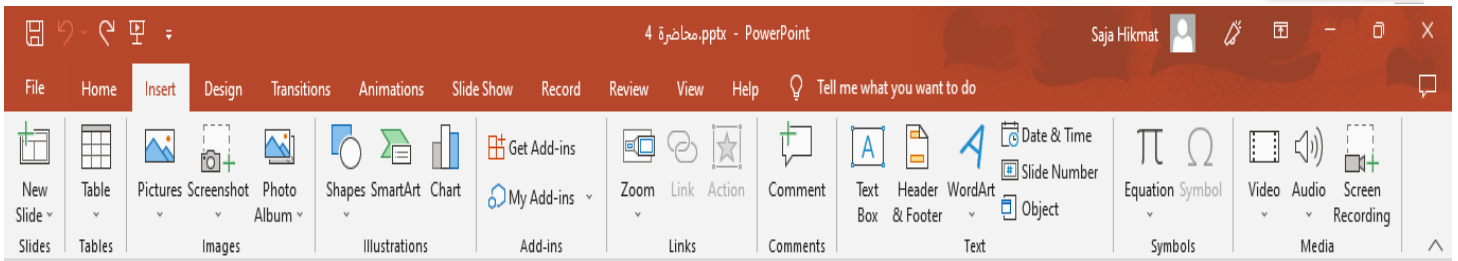 محاضرة 4.pptx - PowerPoint
Saja Hikmat
File Home Insert Design Transitions Animations Slide Show Record Review View Help Tell me what you want to do
New Slide
Slides
Table
Tables
Pictures
Screenshot
Photo Album
Images
Shapes
SmartArt
Chart
Illustrations
Get Add-ins
My Add-ins
Add-ins
Zoom
Link
Action
Links
Comment
Comments
A
Text Box
Header & Footer
A
WordArt
Date & Time
#
Slide Number
Object
Text
π
Equation
Ω
Symbol
Symbols
Video
Audio
Screen Recording
Media